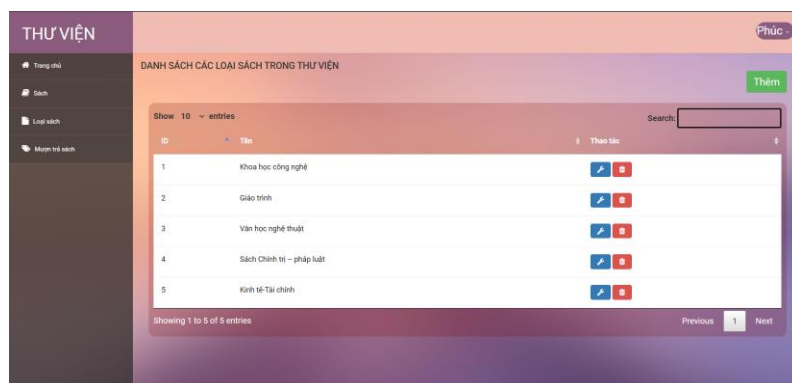 THƯ VIỆN
Phúc -
Trang chủ
Sách
Loại sách
Mượn trả sách
DANH SÁCH CÁC LOẠI SÁCH TRONG THƯ VIỆN
Thêm
Show 10 entries
Search:
ID Tên Thao tác
1 Khoa học công nghệ
2 Giáo trình
3 Văn học nghệ thuật
4 Sách Chính trị – pháp luật
5 Kinh tế-Tài chính
Showing 1 to 5 of 5 entries
Previous 1 Next